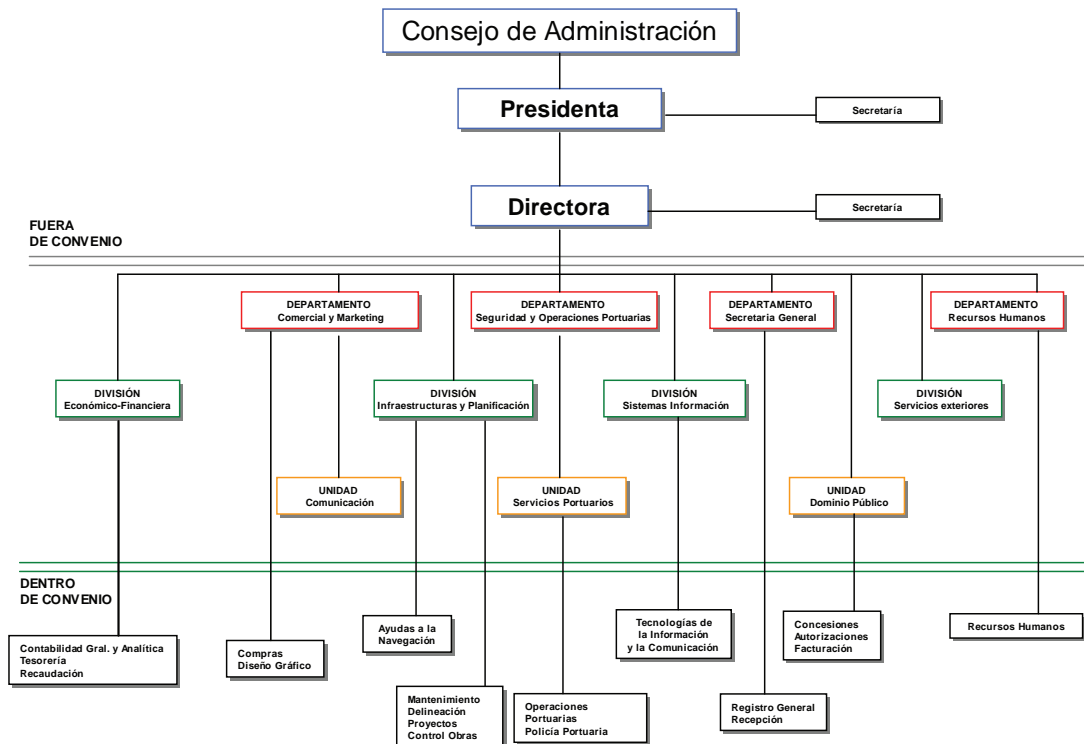 Consejo de Administración
Presidenta
Secretaría
Directora
Secretaría
FUERA
DE CONVENIO
DEPARTAMENTO
Comercial y Marketing
DEPARTAMENTO
Seguridad y Operaciones Portuarias
DEPARTAMENTO
Secretaria General
DEPARTAMENTO
Recursos Humanos
DIVISIÓN
Económico-Financiera
DIVISIÓN
Infraestructuras y Planificación
DIVISIÓN
Sistemas Información
DIVISIÓN
Servicios exteriores
UNIDAD
Comunicación
UNIDAD
Servicios Portuarios
UNIDAD
Dominio Público
DENTRO
DE CONVENIO
Contabilidad Gral. y Analítica
Tesorería
Recaudación
Compras
Diseño Gráfico
Ayudas a la
Navegación
Mantenimiento
Delineación
Proyectos
Control Obras
Operaciones
Portuarias
Policía Portuaria
Tecnologías de
la Información
y la Comunicación
Registro General
Recepción
Concesiones
Autorizaciones
Facturación
Recursos Humanos